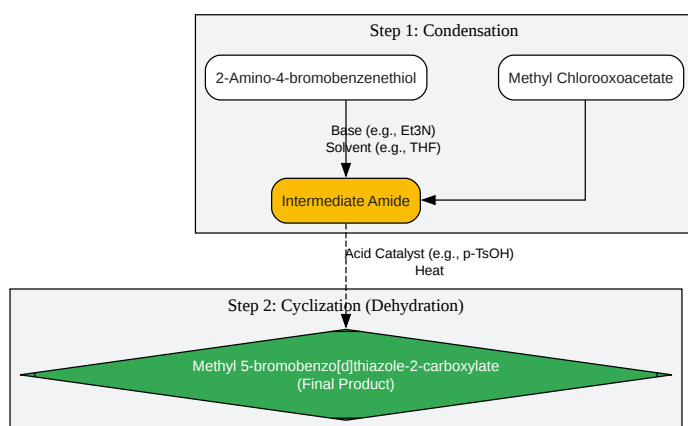 Step 1: Condensation
2-Amino-4-bromobenzenethiol
Methyl Chlorooxoacetate
Base (e.g., Et3N)
Solvent (e.g., THF)
Intermediate Amide
Acid Catalyst (e.g., p-TsOH)
Heat
Step 2: Cyclization (Dehydration)
Methyl 5-bromobenzo[d]thiazole-2-carboxylate
(Final Product)